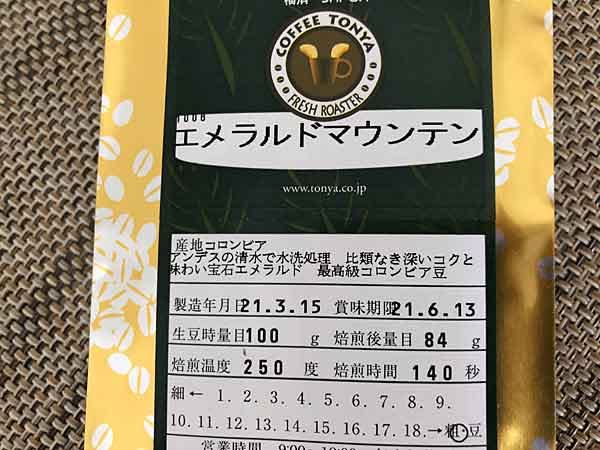 COFFEE TONYA
FRESH ROASTER
エメラルドマウンテン
www.tonya.co.jp
産地コロンビア
アンデスの清水で水洗処理 比類なき深いコクと
味わい宝石エメラルド 最高級コロンビア豆
製造年月日21.3.15 賞味期限21.6.13
生豆時量目100 g 焙煎後量目 84 g
焙煎温度 250 度 焙煎時間 140 秒
細← 1. 2. 3. 4. 5. 6. 7. 8. 9.
10. 11. 12. 13. 14. 15. 16. 17. 18.→粗・豆
営業時間